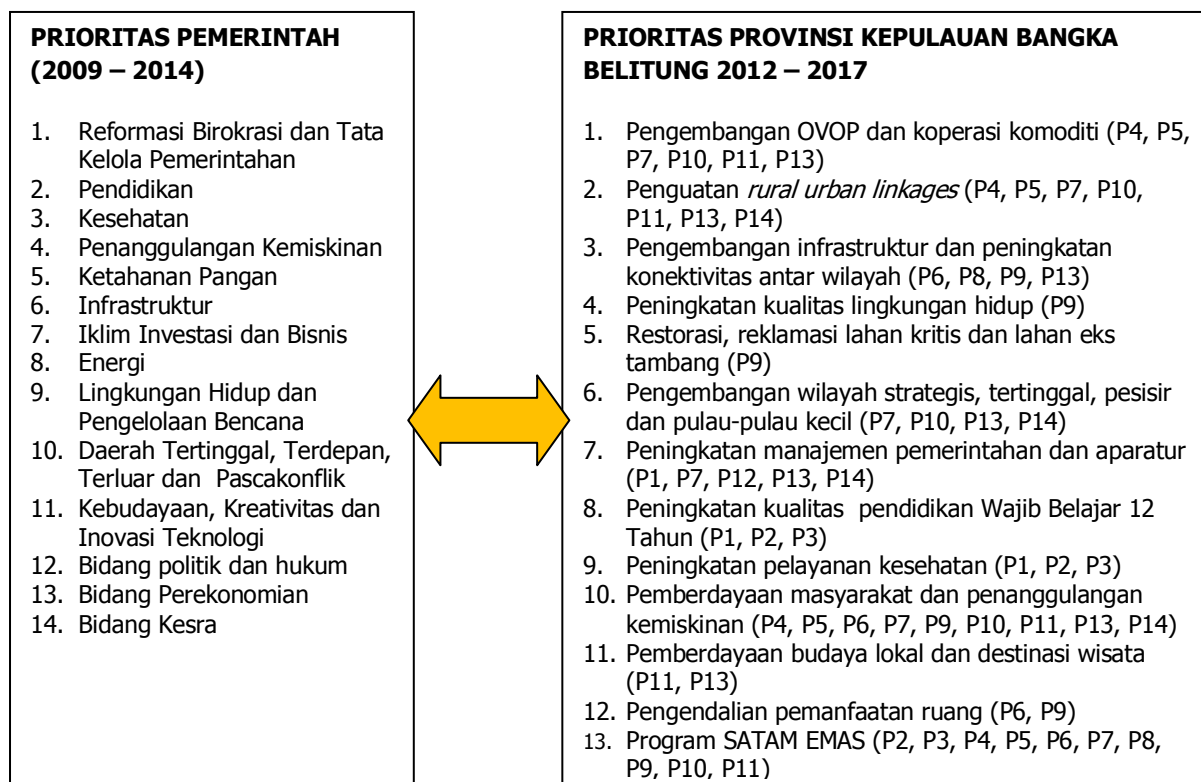 PRIORITAS PEMERINTAH
(2009 – 2014)
1. Reformasi Birokrasi dan Tata
Kelola Pemerintahan
2. Pendidikan
3. Kesehatan
4. Penanggulangan Kemiskinan
5. Ketahanan Pangan
6. Infrastruktur
7. Iklim Investasi dan Bisnis
8. Energi
9. Lingkungan Hidup dan
Pengelolaan Bencana
10. Daerah Tertinggal, Terdepan,
Terluar dan Pascakonflik
11. Kebudayaan, Kreativitas dan
Inovasi Teknologi
12. Bidang politik dan hukum
13. Bidang Perekonomian
14. Bidang Kesra
PRIORITAS PROVINSI KEPULAUAN BANGKA
BELITUNG 2012 – 2017
1. Pengembangan OVOP dan koperasi komoditi (P4, P5,
P7, P10, P11, P13)
2. Penguatan rural urban linkages (P4, P5, P7, P10,
P11, P13, P14)
3. Pengembangan infrastruktur dan peningkatan
konektivitas antar wilayah (P6, P8, P9, P13)
4. Peningkatan kualitas lingkungan hidup (P9)
5. Restorasi, reklamasi lahan kritis dan lahan eks
tambang (P9)
6. Pengembangan wilayah strategis, tertinggal, pesisir
dan pulau-pulau kecil (P7, P10, P13, P14)
7. Peningkatan manajemen pemerintahan dan aparatur
(P1, P7, P12, P13, P14)
8. Peningkatan kualitas pendidikan Wajib Belajar 12
Tahun (P1, P2, P3)
9. Peningkatan pelayanan kesehatan (P1, P2, P3)
10. Pemberdayaan masyarakat dan penanggulangan
kemiskinan (P4, P5, P6, P7, P9, P10, P11, P13, P14)
11. Pemberdayaan budaya lokal dan destinasi wisata
(P11, P13)
12. Pengendalian pemanfaatan ruang (P6, P9)
13. Program SATAM EMAS (P2, P3, P4, P5, P6, P7, P8,
P9, P10, P11)